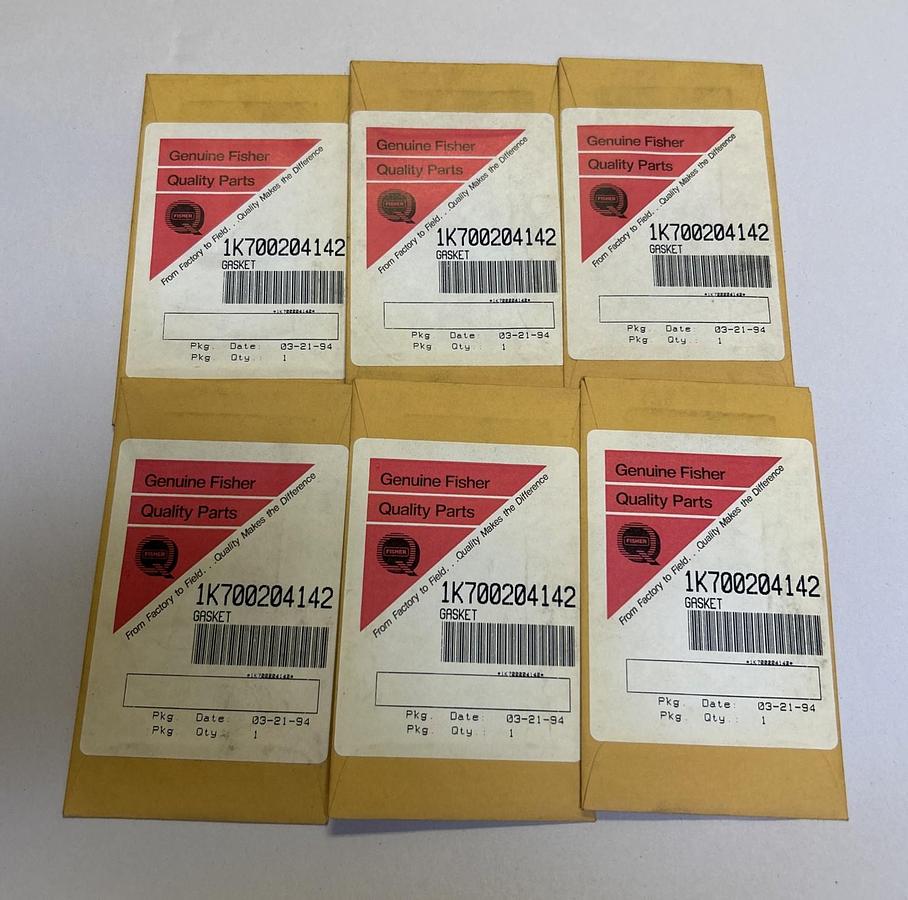 Genuine Fisher
Quality Parts
FISHER
From Factory to Field. . .Quality Makes the Difference
1K700204142
GASKET
*1K700204142*
Pkg. Date: 03-21-94
Pkg. Qty.: 1
Genuine Fisher
Quality Parts
FISHER
From Factory to Field. . .Quality Makes the Difference
1K700204142
GASKET
*1K700204142*
Pkg. Date: 03-21-94
Pkg. Qty.: 1
Genuine Fisher
Quality Parts
FISHER
From Factory to Field. . .Quality Makes the Difference
1K700204142
GASKET
*1K700204142*
Pkg. Date: 03-21-94
Pkg. Qty.: 1
Genuine Fisher
Quality Parts
FISHER
From Factory to Field. . .Quality Makes the Difference
1K700204142
GASKET
*1K700204142*
Pkg. Date: 03-21-94
Pkg. Qty.: 1
Genuine Fisher
Quality Parts
FISHER
From Factory to Field. . .Quality Makes the Difference
1K700204142
GASKET
*1K700204142*
Pkg. Date: 03-21-94
Pkg. Qty.: 1
Genuine Fisher
Quality Parts
FISHER
From Factory to Field. . .Quality Makes the Difference
1K700204142
GASKET
*1K700204142*
Pkg. Date: 03-21-94
Pkg. Qty.: 1